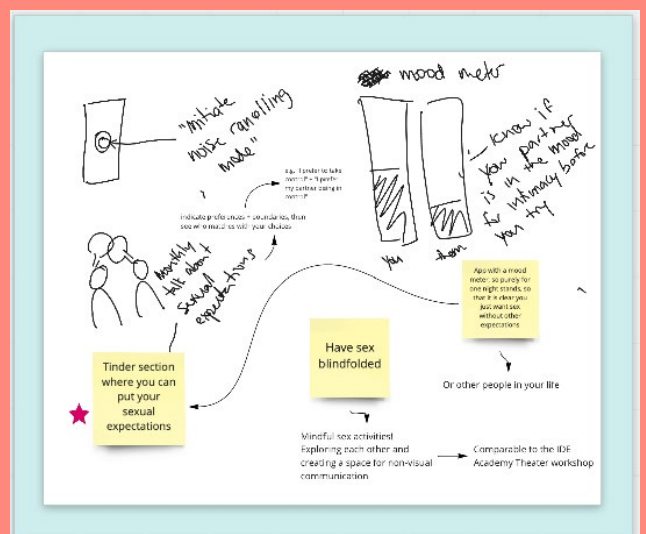 mood meter
"initiate
noise cancelling
mode"
know if
you partner
is in the mood
for intimacy before
you try
you
them
e.g. "I prefer to take
control" + "I prefer
my partner being in
control"
indicate preferences + boundaries, then
see who matches with your choices
Monthly
talk about
sexual
expectations
App with a mood
meter, so purely for
one night stands, so
that it is clear you
just want sex
without other
expectations
Or other people in your life
Tinder section
where you can
put your
sexual
expectations
Have sex
blindfolded
Mindful sex activities!
Exploring each other and
creating a space for non-visual
communication
Comparable to the IDE
Academy Theater workshop